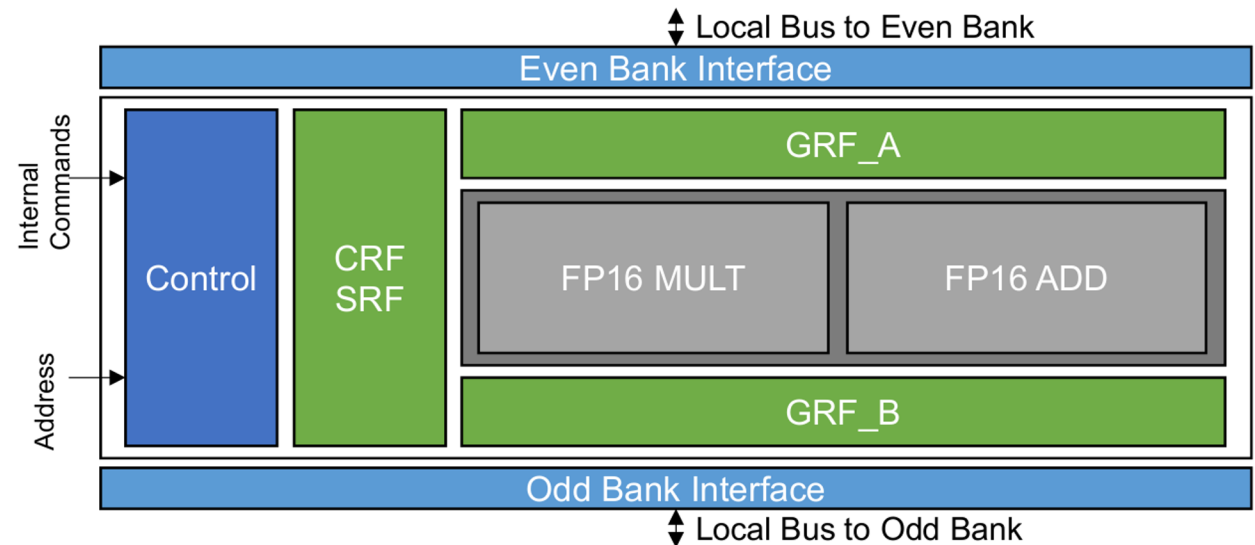 Local Bus to Even Bank
Even Bank Interface
Internal
Commands
Address
Control
CRF
SRF
GRF_A
FP16 MULT
FP16 ADD
GRF_B
Odd Bank Interface
Local Bus to Odd Bank